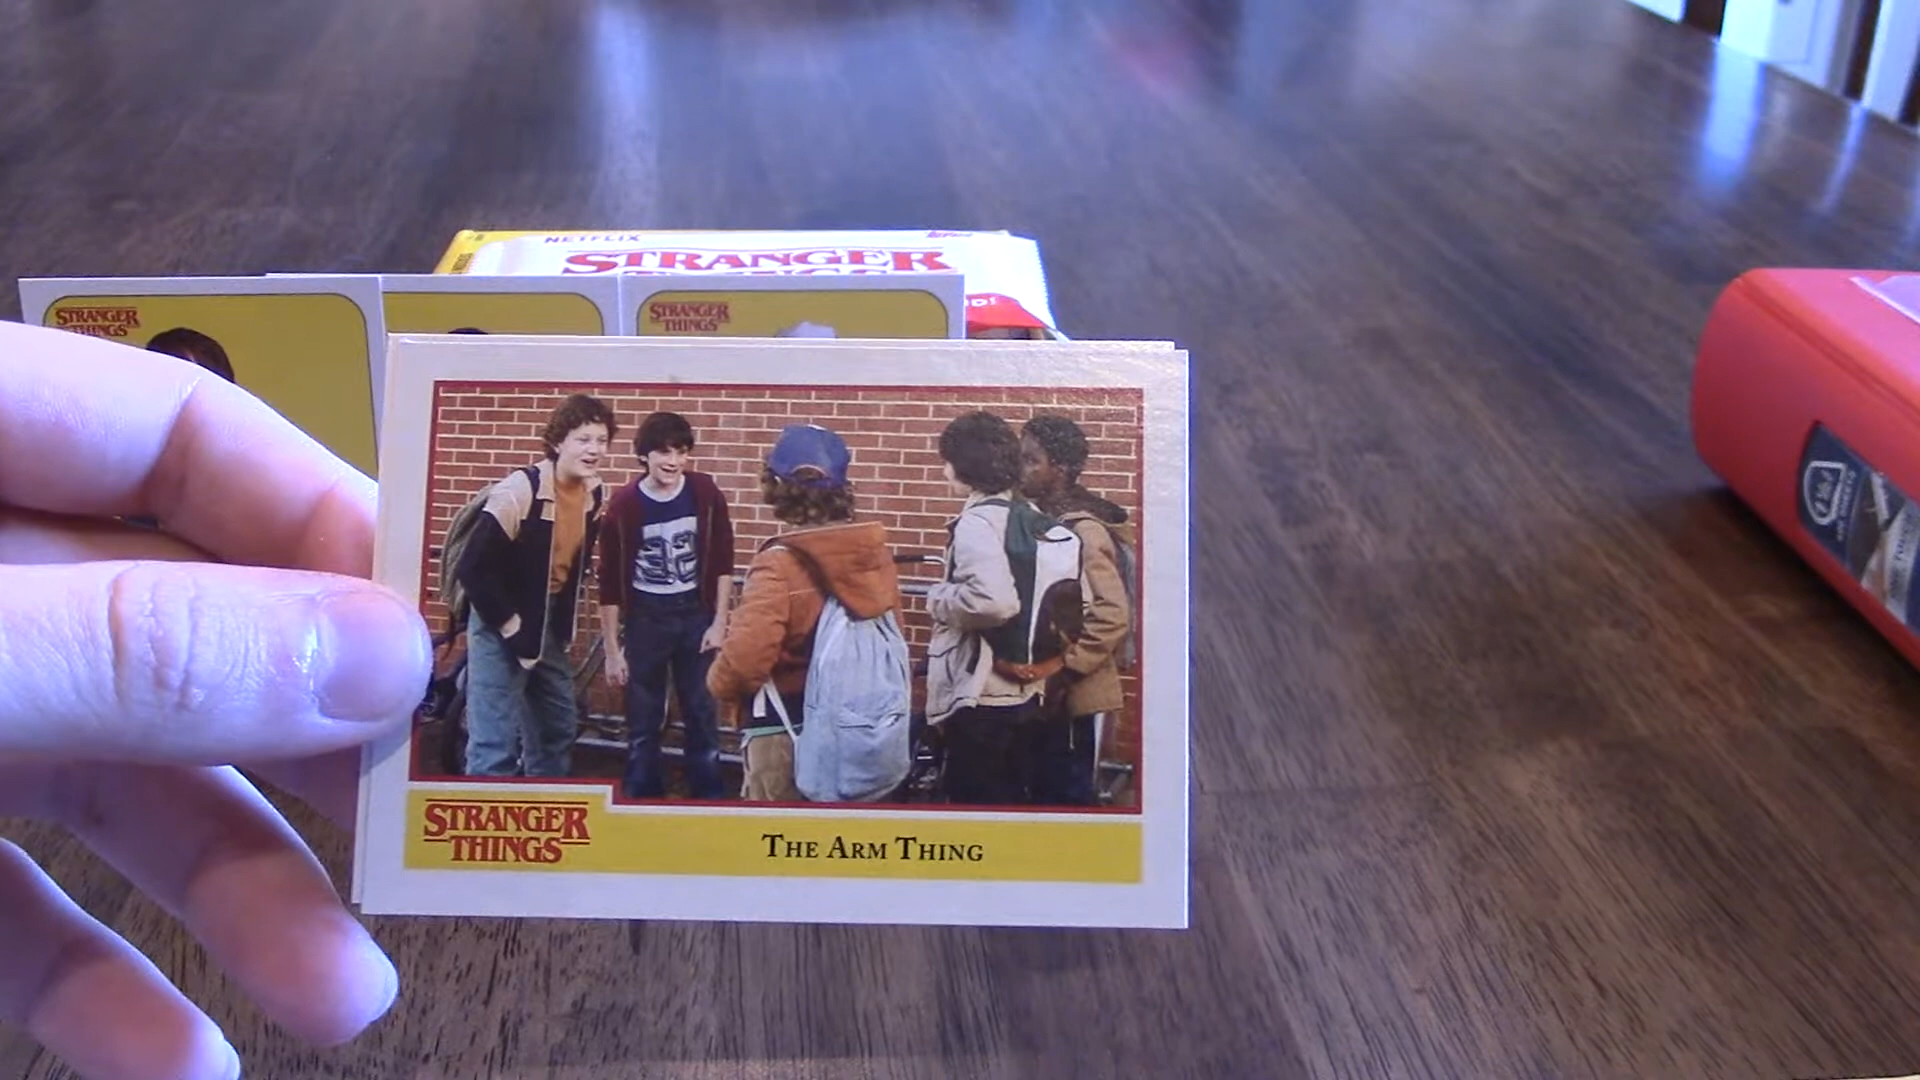 NETFLIX
STRANGER
STRANGER
THINGS
STRANGER
THINGS
32
STRANGER
THINGS
THE ARM THING